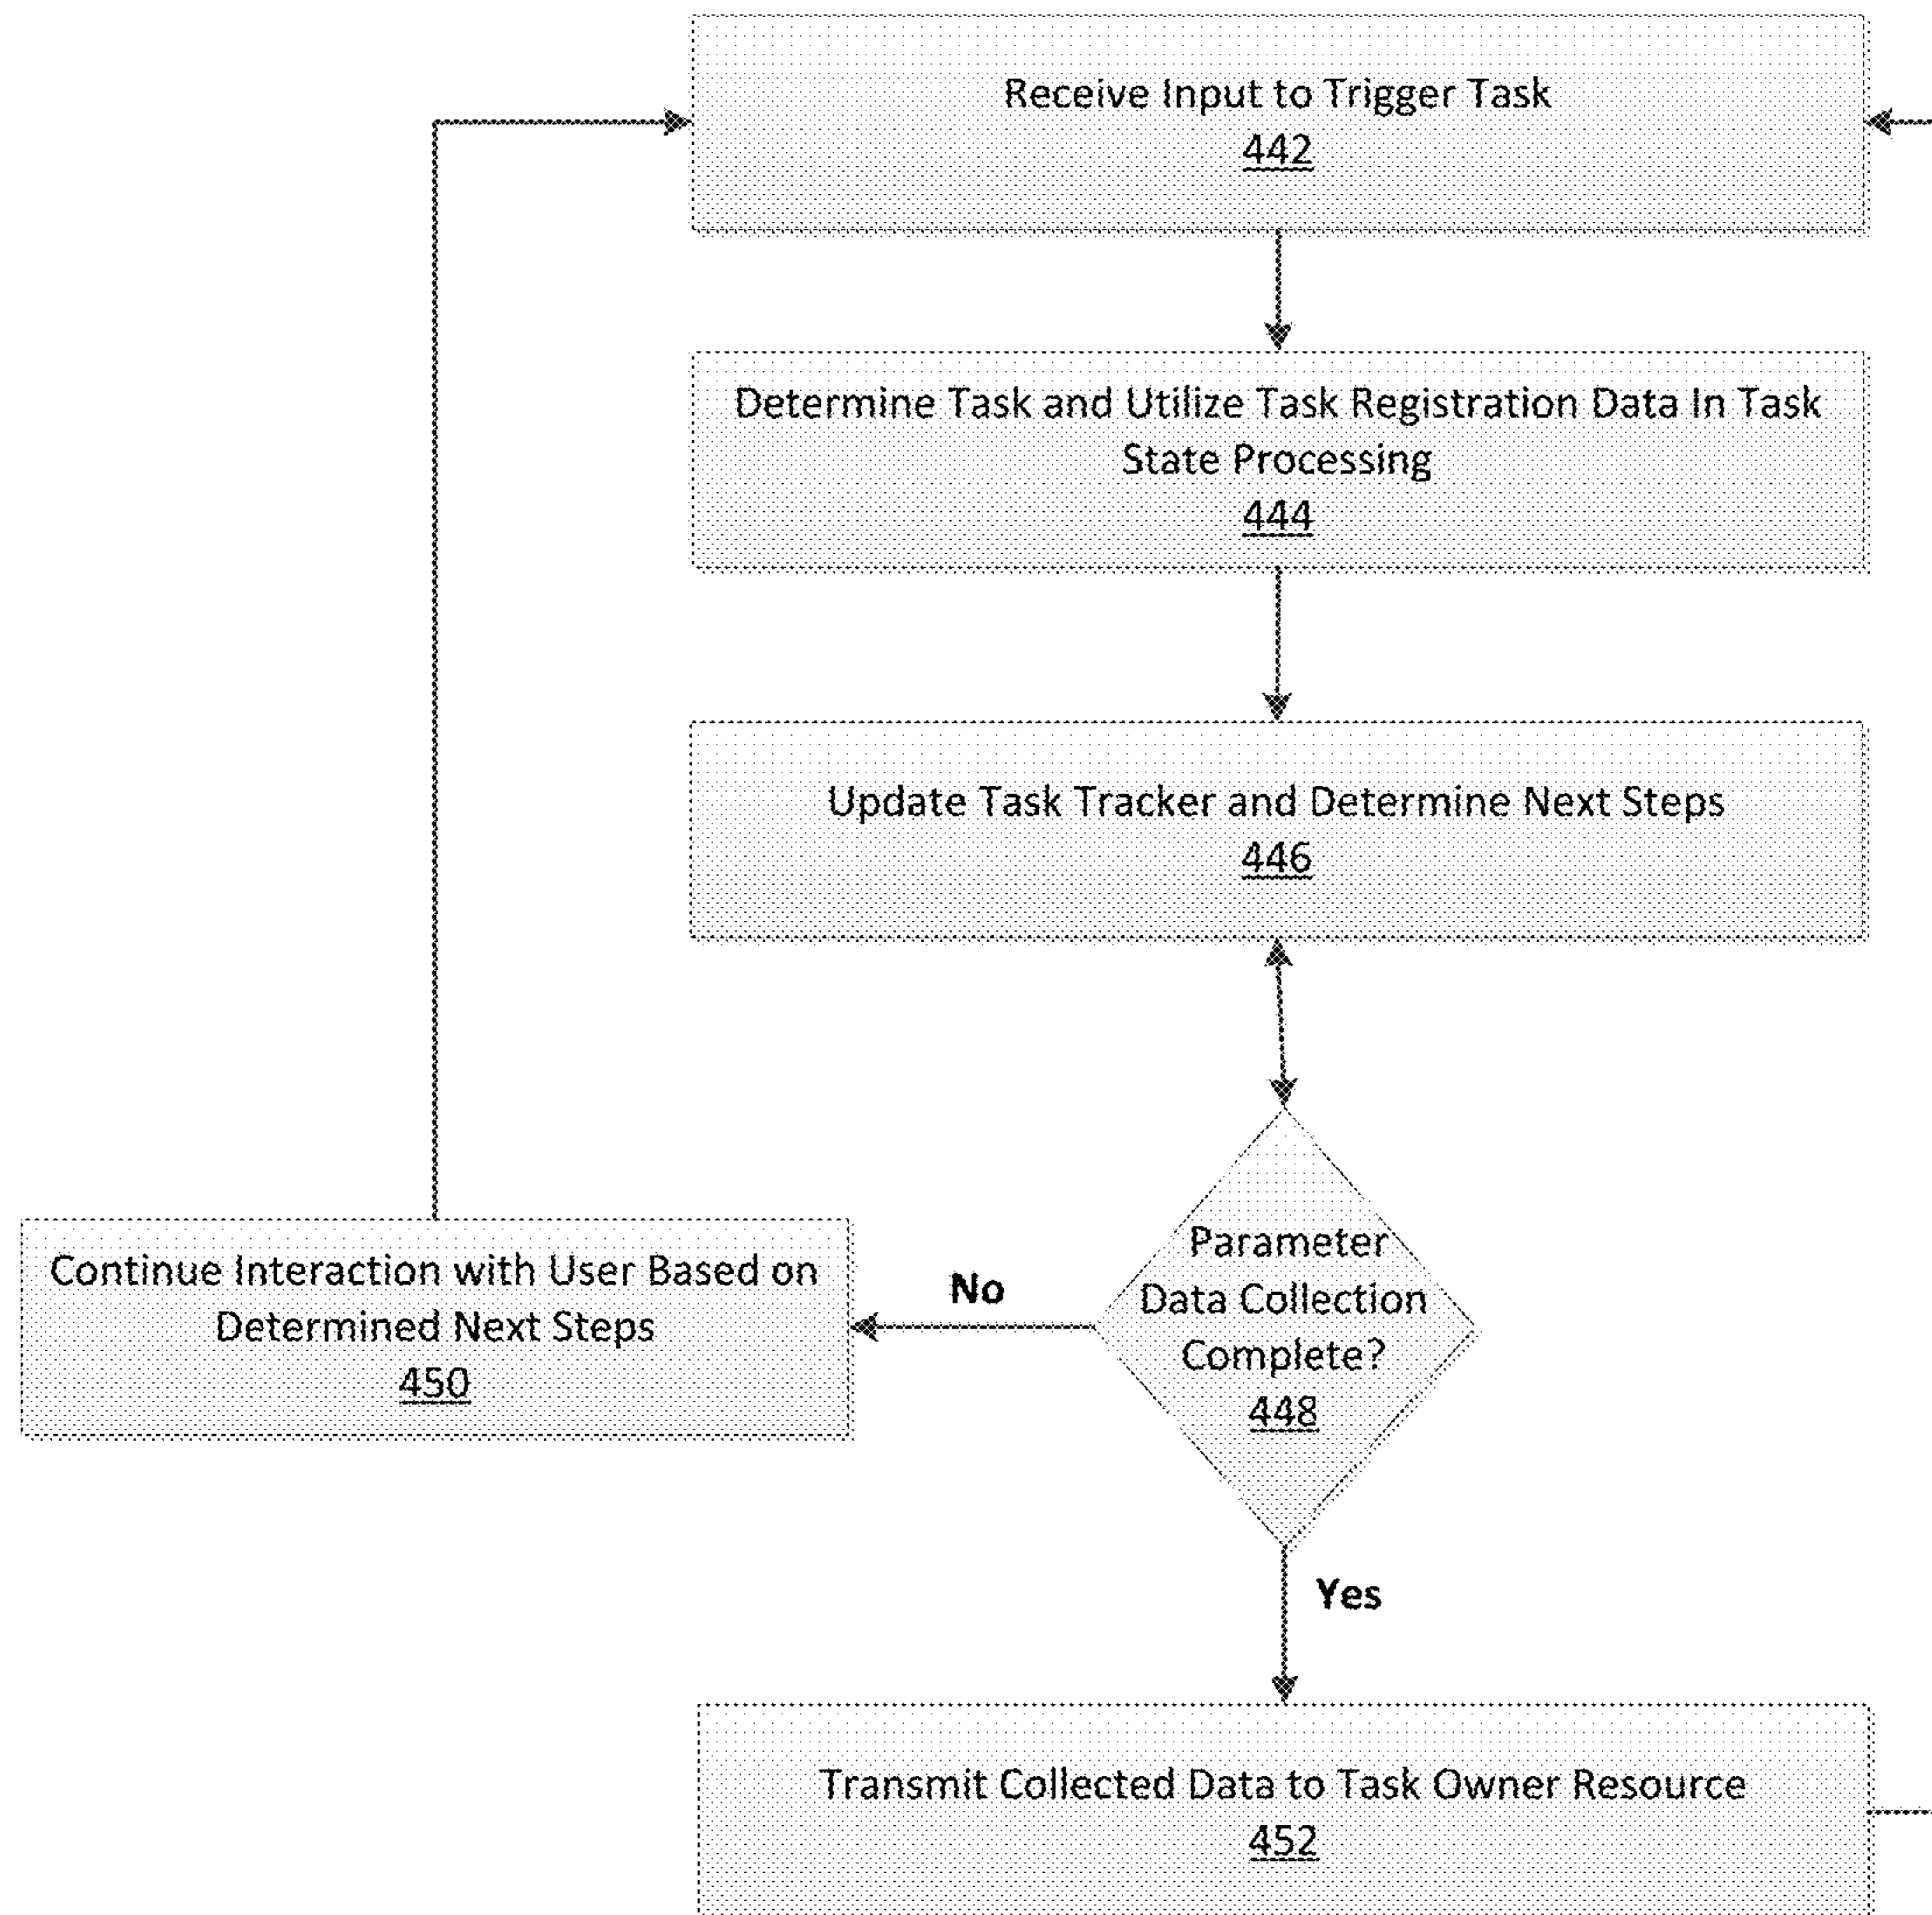 Receive Input to Trigger Task
442
Determine Task and Utilize Task Registration Data In Task
State Processing
444
Update Task Tracker and Determine Next Steps
446
Parameter
Data Collection
Complete?
448
No
Continue Interaction with User Based on
Determined Next Steps
450
Yes
Transmit Collected Data to Task Owner Resource
452